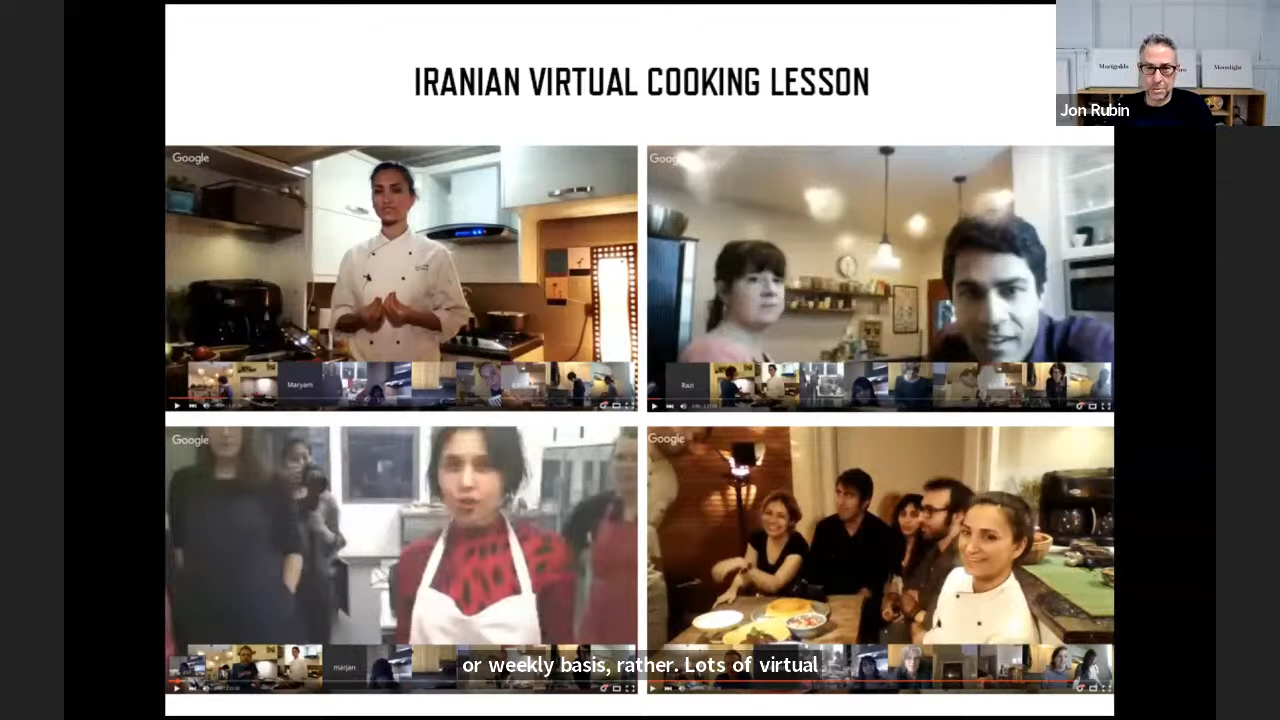 IRANIAN VIRTUAL COOKING LESSON
Marigolds
Moonlight
Jon Rubin
Google
Google
Maryam
Razi
Google
Google
marjan
or weekly basis, rather. Lots of virtual